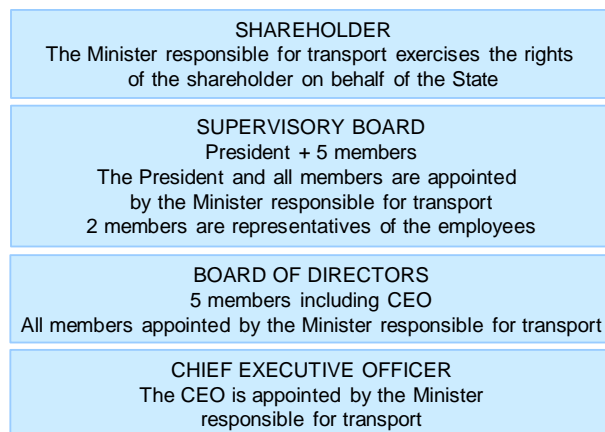 SHAREHOLDER
The Minister responsible for transport exercises the rights
of the shareholder on behalf of the State
SUPERVISORY BOARD
President + 5 members
The President and all members are appointed
by the Minister responsible for transport
2 members are representatives of the employees
BOARD OF DIRECTORS
5 members including CEO
All members appointed by the Minister responsible for transport
CHIEF EXECUTIVE OFFICER
The CEO is appointed by the Minister
responsible for transport